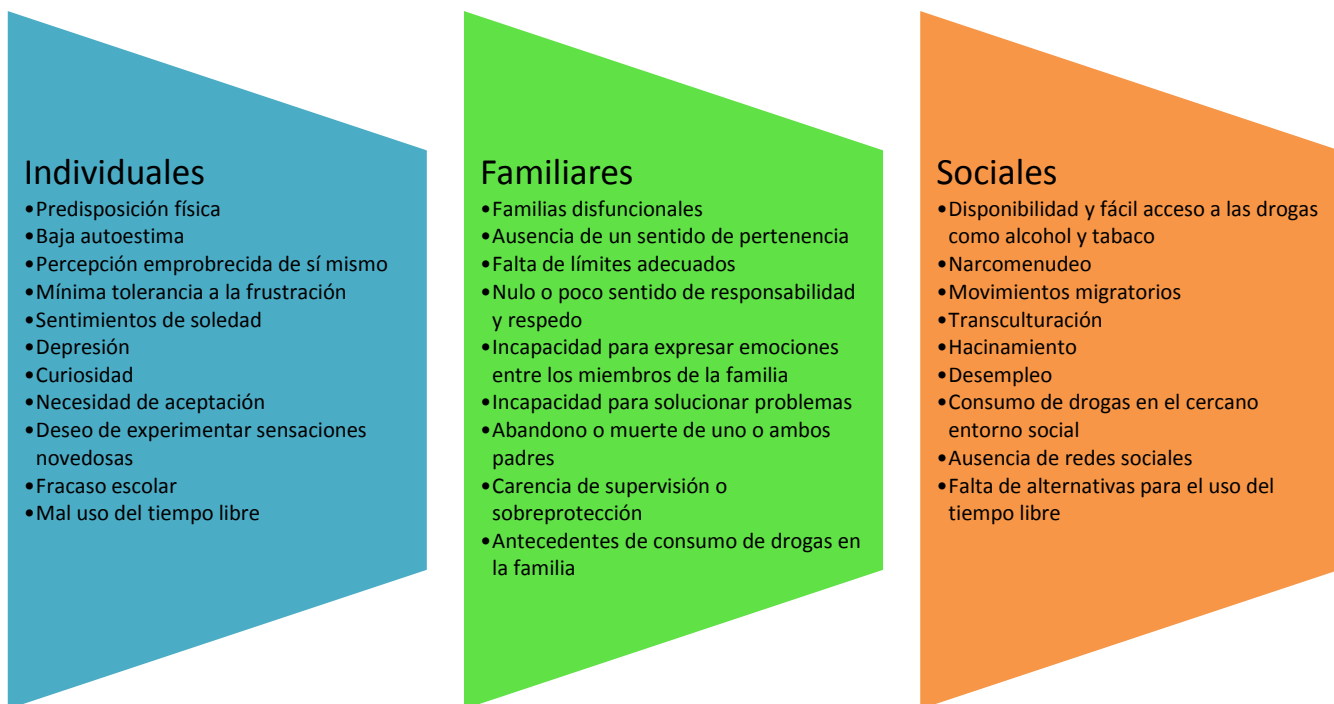 Individuales
•Predisposición física
•Baja autoestima
•Percepción emprobrecida de sí mismo
•Mínima tolerancia a la frustración
•Sentimientos de soledad
•Depresión
•Curiosidad
•Necesidad de aceptación
•Deseo de experimentar sensaciones
novedosas
•Fracaso escolar
•Mal uso del tiempo libre
Familiares
•Familias disfuncionales
•Ausencia de un sentido de pertenencia
•Falta de límites adecuados
•Nulo o poco sentido de responsabilidad
y respedo
•Incapacidad para expresar emociones
entre los miembros de la familia
•Incapacidad para solucionar problemas
•Abandono o muerte de uno o ambos
padres
•Carencia de supervisión o
sobreprotección
•Antecedentes de consumo de drogas en
la familia
Sociales
•Disponibilidad y fácil acceso a las drogas
como alcohol y tabaco
•Narcomenudeo
•Movimientos migratorios
•Transculturación
•Hacinamiento
•Desempleo
•Consumo de drogas en el cercano
entorno social
•Ausencia de redes sociales
•Falta de alternativas para el uso del
tiempo libre